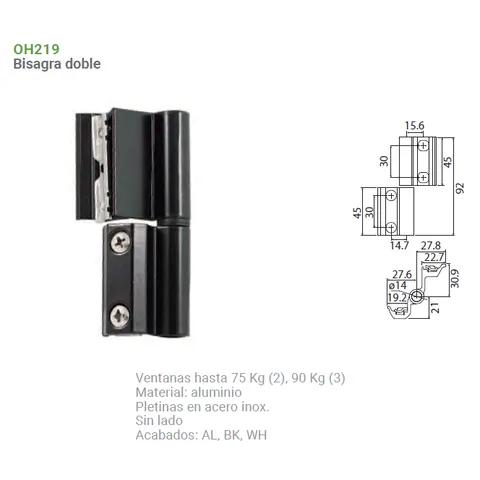 OH219
Bisagra doble
15.6
30
45
92
45
30
14.7
27.8
22.7
27.6
ø14
19.2
30.9
21
Ventanas hasta 75 Kg (2), 90 Kg (3)
Material: aluminio
Pletinas en acero inox.
Sin lado
Acabados: AL, BK, WH